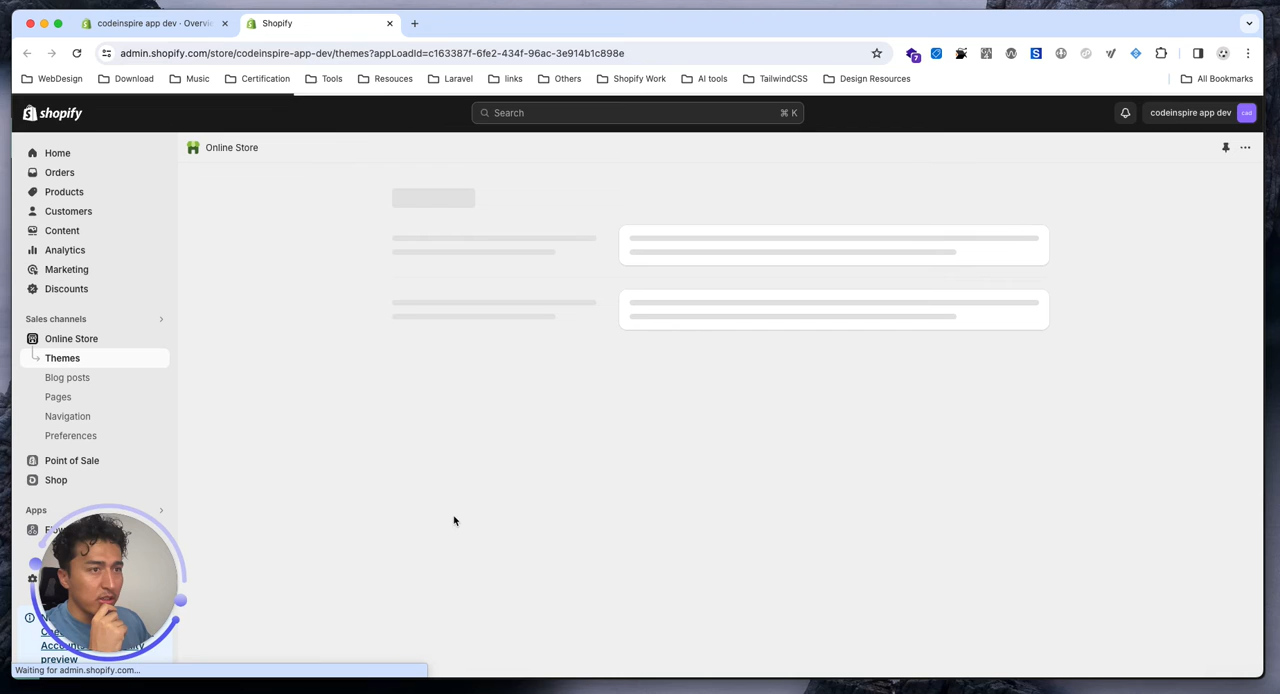 codeinspire app dev · Overvie
Shopify
admin.shopify.com/store/codeinspire-app-dev/themes?appLoadId=c163387f-6fe2-434f-96ac-3e914b1c898e
7
WebDesign
Download
Music
Certification
Tools
Resouces
Laravel
links
Others
Shopify Work
AI tools
TailwindCSS
Design Resources
All Bookmarks
shopify
Search
⌘ K
codeinspire app dev
cad
Online Store
Home
Orders
Products
Customers
Content
Analytics
Marketing
Discounts
Sales channels
Online Store
Themes
Blog posts
Pages
Navigation
Preferences
Point of Sale
Shop
Apps
preview
Waiting for admin.shopify.com...